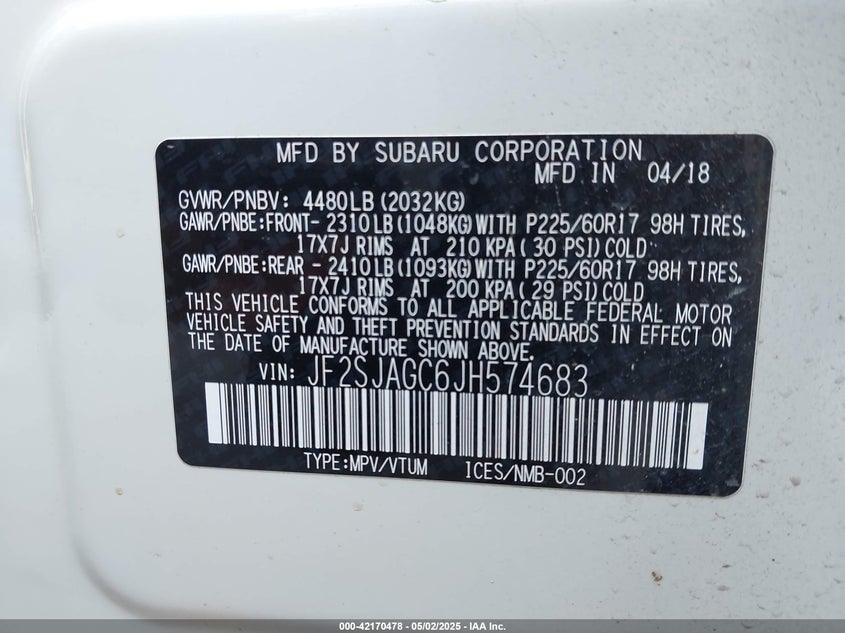 MFD BY SUBARU CORPORATION
MFD IN 04/18
GVWR/PNBV: 4480LB(2032KG)
GAWR/PNBE:FRONT- 2310LB(1048KG)WITH P225/60R17 98H TIRES,
17X7J RIMS AT 210 KPA(30 PSI)COLD
GAWR/PNBE:REAR - 2410LB(1093KG)WITH P225/60R17 98H TIRES,
17X7J RIMS AT 200 KPA(29 PSI)COLD
THIS VEHICLE CONFORMS TO ALL APPLICABLE FEDERAL MOTOR
VEHICLE SAFETY AND THEFT PREVENTION STANDARDS IN EFFECT ON
THE DATE OF MANUFACTURE SHOWN ABOVE.
VIN: JF2SJAGC6JH574683
TYPE:MPV/VTUM ICES/NMB-002
000-42170478 - 05/02/2025 - IAA Inc.